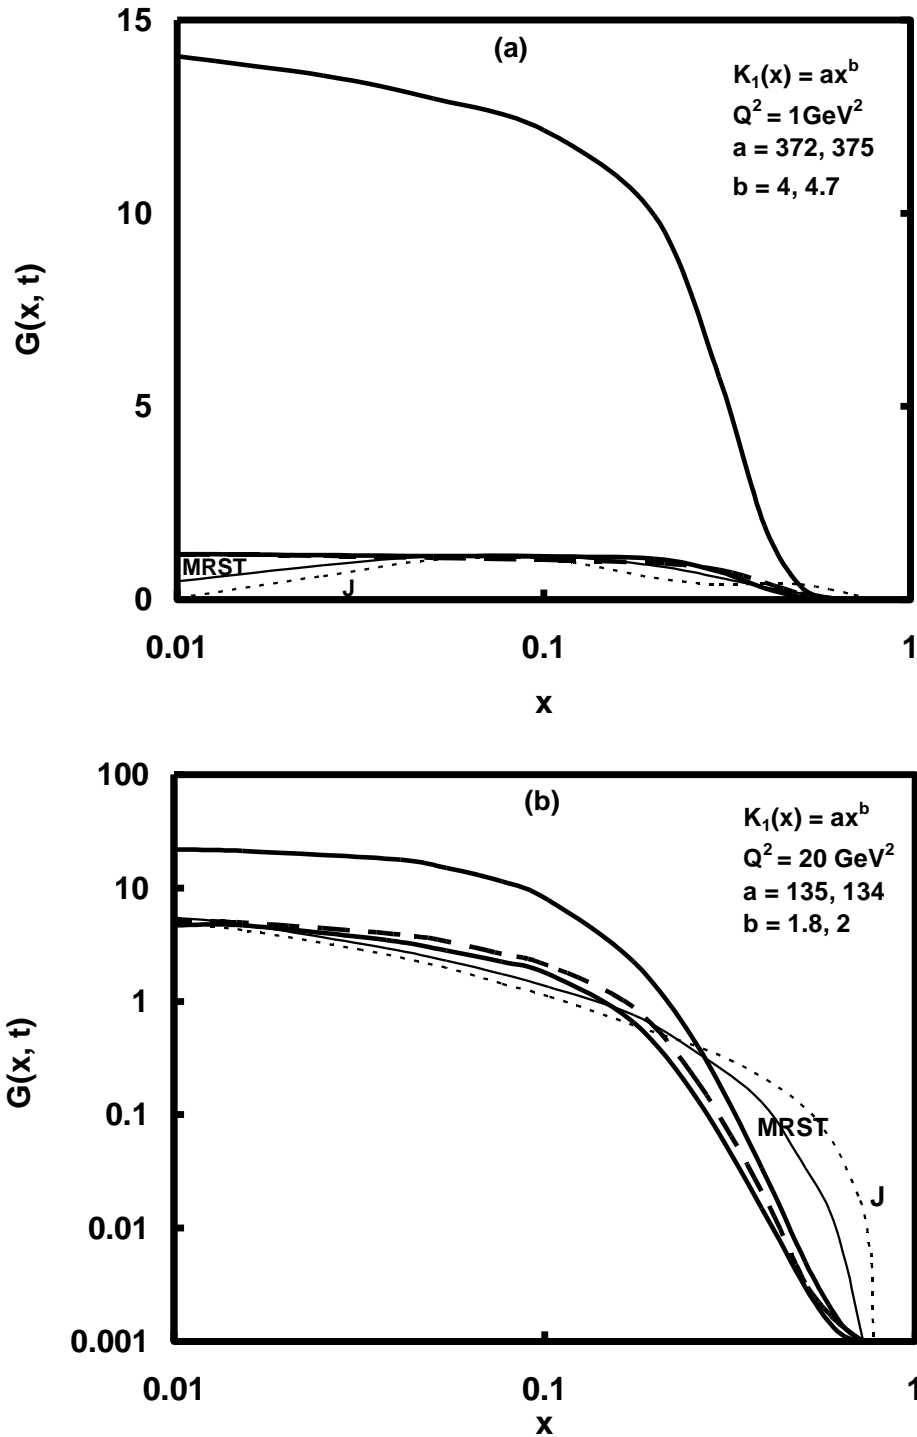 15
(a)
K₁(x) = axᵇ
Q² = 1GeV²
a = 372, 375
b = 4, 4.7
10
G(x, t)
5
MRST
J
0
0.01
0.1
1
x
100
(b)
K₁(x) = axᵇ
Q² = 20 GeV²
a = 135, 134
b = 1.8, 2
10
1
G(x, t)
0.1
MRST
J
0.01
0.001
0.01
0.1
1
x